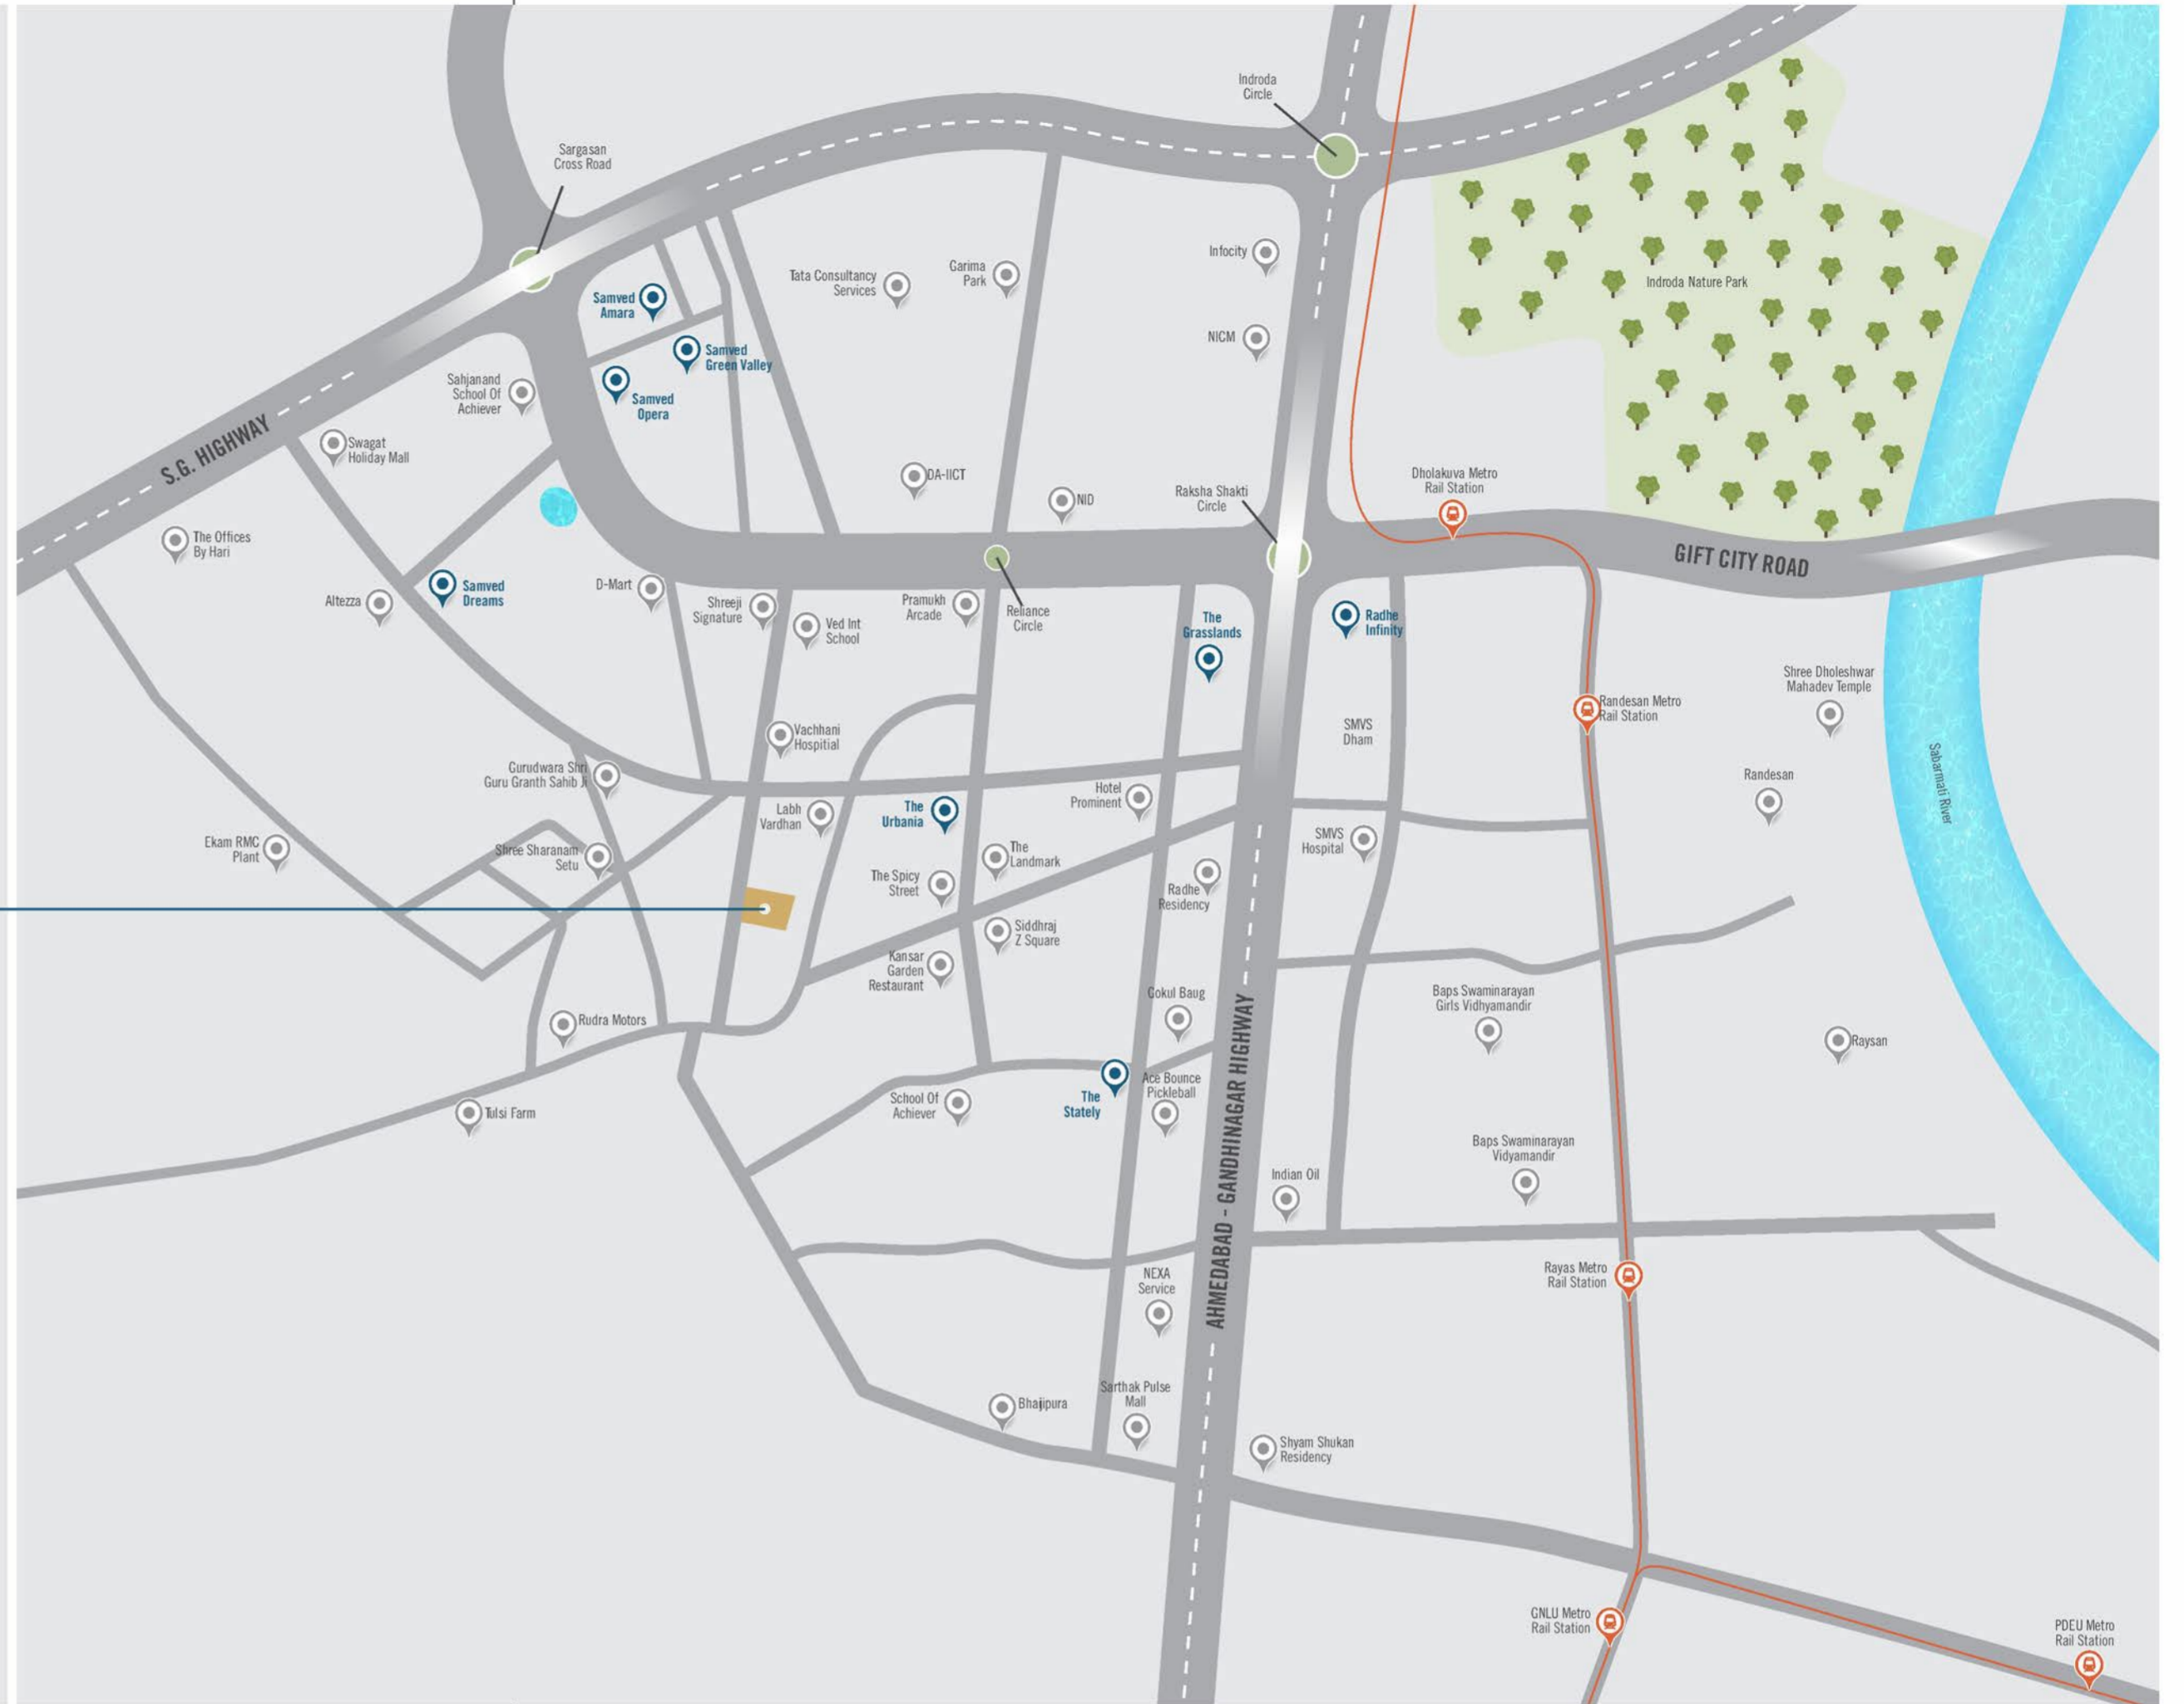 Indroda
Circle
Sargasan
Cross Road
Infocity
Tata Consultancy
Services
Garima
Park
Indroda Nature Park
Samved
Amara
NICM
Samved
Green Valley
Samved
Opera
Sahjanand
School Of
Achiever
S.G. HIGHWAY
Swagat
Holiday Mall
DA-IICT
NID
Raksha Shakti
Circle
Dholakuva Metro
Rail Station
The Offices
By Hari
GIFT CITY ROAD
Altezza
Samved
Dreams
D-Mart
Shreeji
Signature
Ved Int
School
Pramukh
Arcade
Reliance
Circle
The
Grasslands
Radhe
Infinity
Shree Dholeshwar
Mahadev Temple
Randesan Metro
Rail Station
Vachhani
Hospitial
SMVS
Dham
Sabarmati River
Gurudwara Shri
Guru Granth Sahib Ji
Randesan
Labh
Vardhan
The
Urbania
Hotel
Prominent
Ekam RMC
Plant
Shree Sharanam
Setu
The
Landmark
SMVS
Hospital
The Spicy
Street
Radhe
Residency
Siddhraj
Z Square
Kansar
Garden
Restaurant
Gokul Baug
Baps Swaminarayan
Girls Vidhyamandir
Rudra Motors
Raysan
AHMEDABAD - GANDHINAGAR HIGHWAY
Tulsi Farm
School Of
Achiever
The
Stately
Ace Bounce
Pickleball
Baps Swaminarayan
Vidyamandir
Indian Oil
NEXA
Service
Rayas Metro
Rail Station
Bhajipura
Sarthak Pulse
Mall
Shyam Shukan
Residency
GNLU Metro
Rail Station
PDEU Metro
Rail Station